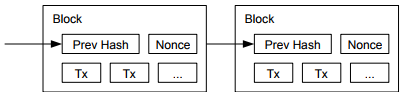 Block
Prev Hash
Nonce
Tx
Tx
...
Block
Prev Hash
Nonce
Tx
Tx
...